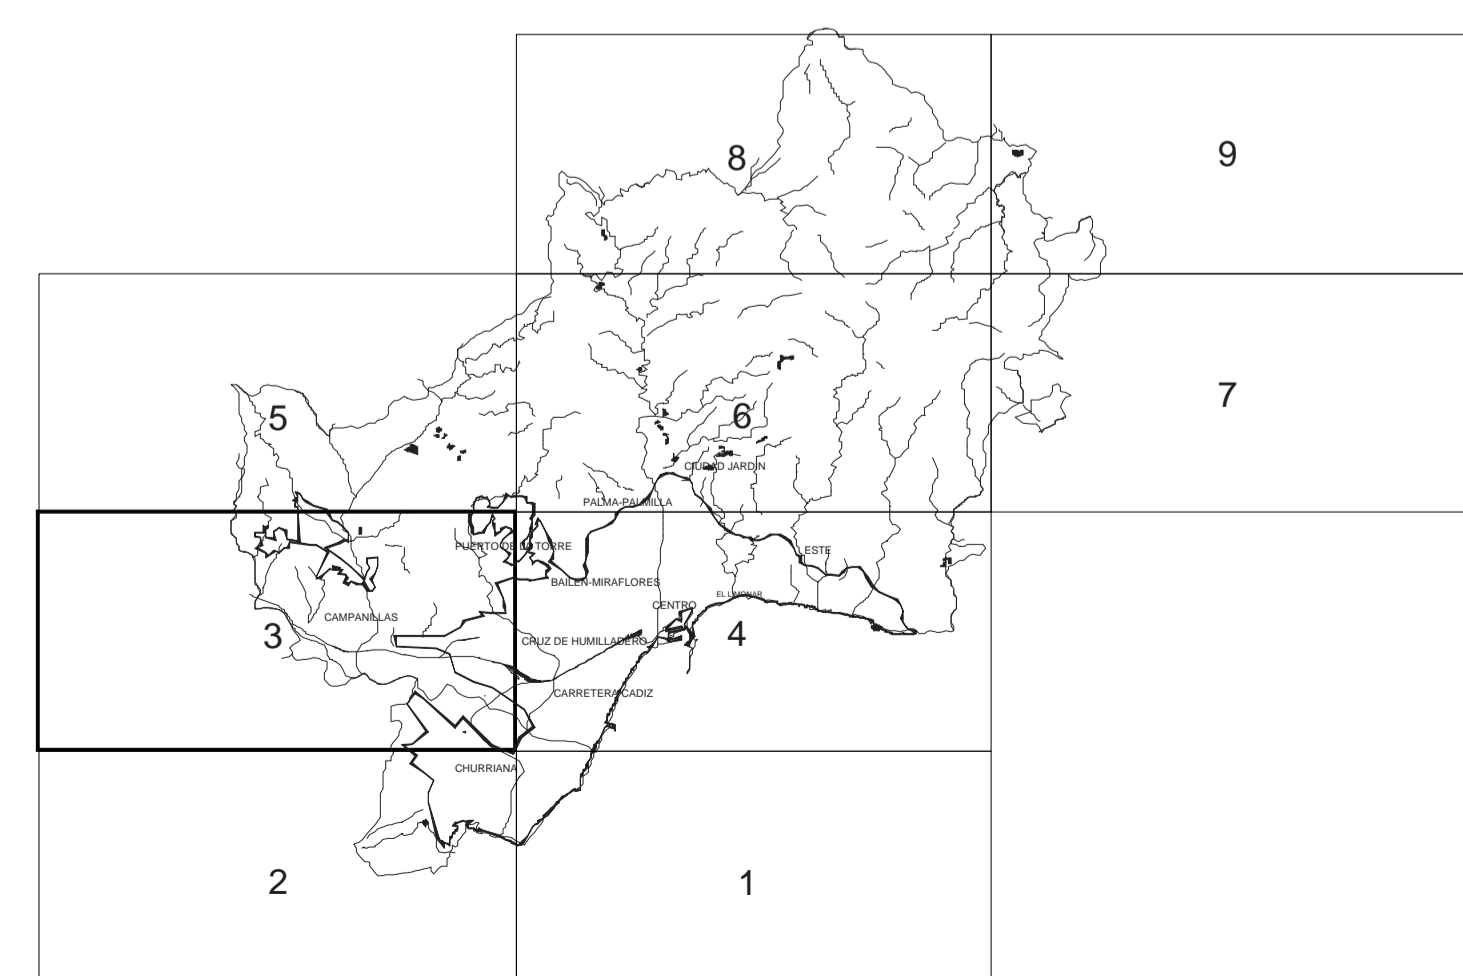 8
9
7
5
6
CIUDAD JARDIN
PALMA-PALMILLA
PUERTO DE LA TORRE
ESTE
BAILEN-MIRAFLORES
EL LIMONAR
CENTRO
CAMPANILLAS
3
CRUZ DE HUMILLADERO
4
CARRETERA CADIZ
CHURRIANA
2
1